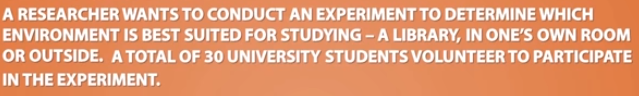 A RESEARCHER WANTS TO CONDUCT AN EXPERIMENT TO DETERMINE WHICH
ENVIRONMENT IS BEST SUITED FOR STUDYING – A LIBRARY, IN ONE'S OWN ROOM
OR OUTSIDE. A TOTAL OF 30 UNIVERSITY STUDENTS VOLUNTEER TO PARTICIPATE
IN THE EXPERIMENT.